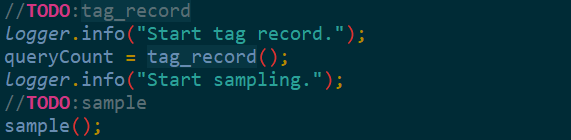 //TODO:tag_record
logger.info("Start tag record.");
queryCount = tag_record();
logger.info("Start sampling.");
//TODO:sample
sample();